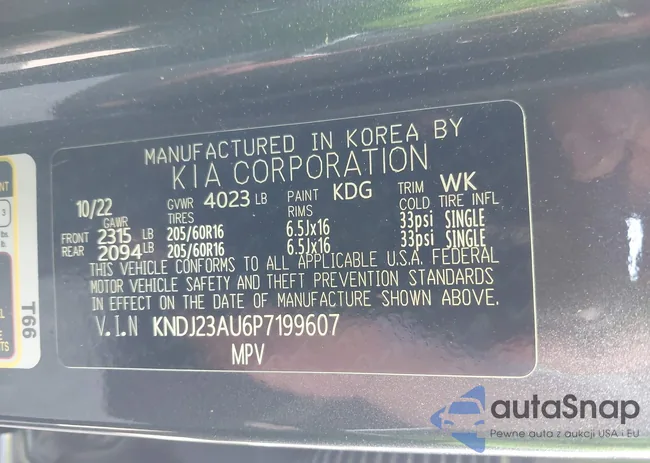 MANUFACTURED IN KOREA BY
KIA CORPORATION
10/22 GVWR 4023 LB PAINT KDG TRIM WK
GAWR TIRES RIMS COLD TIRE INFL
FRONT 2315 LB 205/60R16 6.5Jx16 33psi SINGLE
REAR 2094 LB 205/60R16 6.5Jx16 33psi SINGLE
THIS VEHICLE CONFORMS TO ALL APPLICABLE U.S.A. FEDERAL
MOTOR VEHICLE SAFETY AND THEFT PREVENTION STANDARDS
IN EFFECT ON THE DATE OF MANUFACTURE SHOWN ABOVE.
V.I.N KNDJ23AU6P7199607
MPV
T66
autaSnap
Pewne auta z aukcji USA i EU